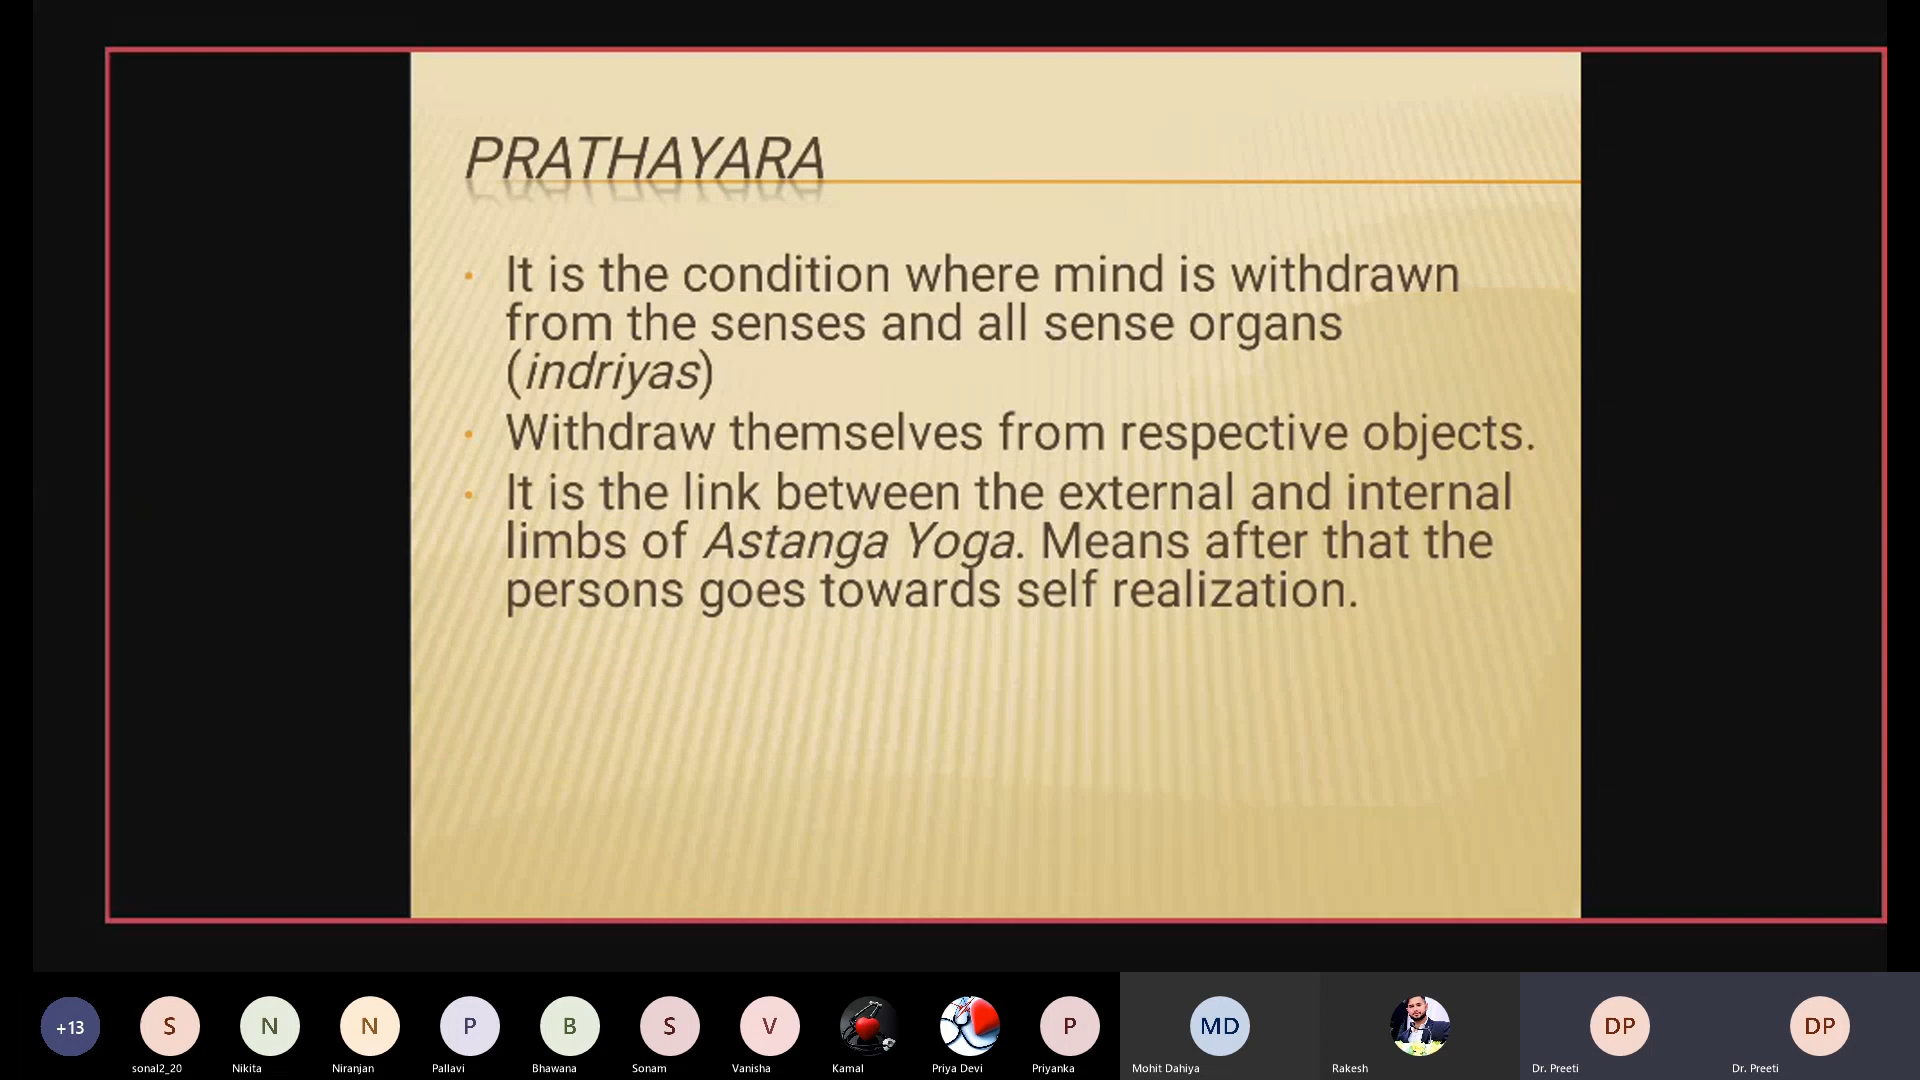 PRATHAYARA
• It is the condition where mind is withdrawn
from the senses and all sense organs
(indriyas)
• Withdraw themselves from respective objects.
• It is the link between the external and internal
limbs of Astanga Yoga. Means after that the
persons goes towards self realization.
+13 S N N P B S V P MD DP DP
sonal2_20 Nikita Niranjan Pallavi Bhawana Sonam Vanisha Kamal Priya Devi Priyanka Mohit Dahiya Rakesh Dr. Preeti Dr. Preeti